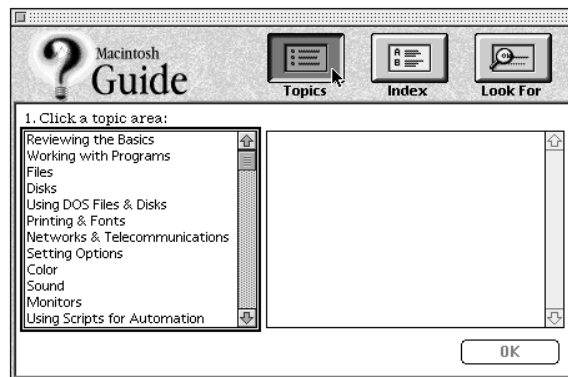 Macintosh
Guide
Topics
Index
Look For
1. Click a topic area:
Reviewing the Basics
Working with Programs
Files
Disks
Using DOS Files & Disks
Printing & Fonts
Networks & Telecommunications
Setting Options
Color
Sound
Monitors
Using Scripts for Automation
OK